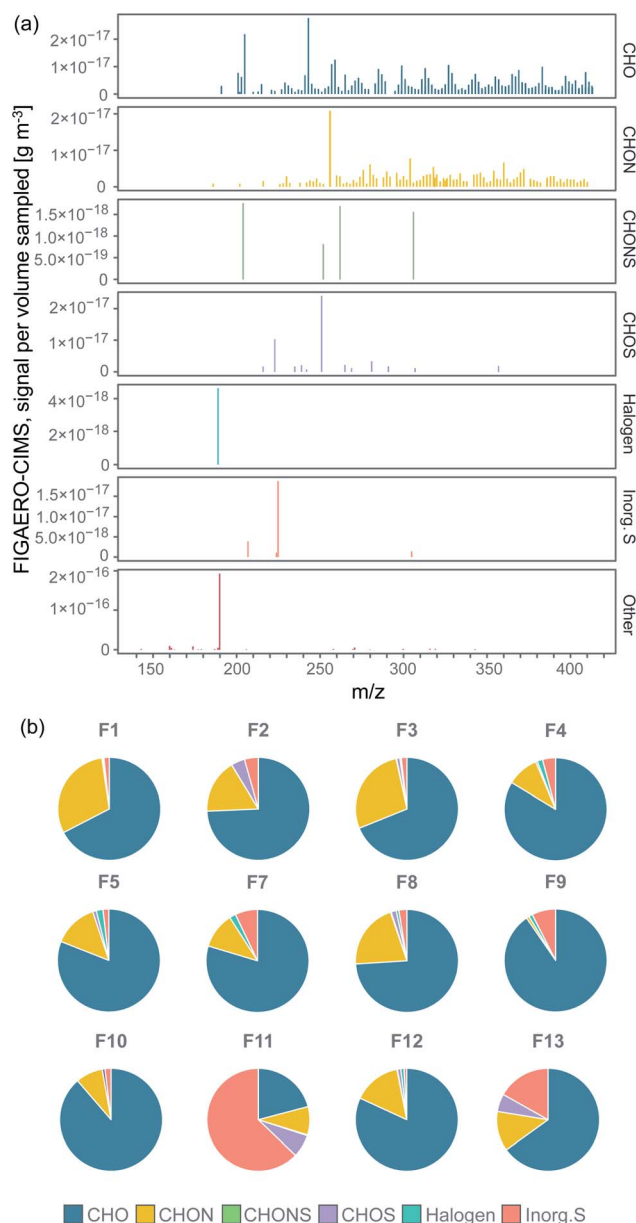 (a)
FIGAERO-CIMS, signal per volume sampled [g m⁻³]
2×10⁻¹⁷
1×10⁻¹⁷
0
CHO
2×10⁻¹⁷
1×10⁻¹⁷
0
CHON
1.5×10⁻¹⁸
1.0×10⁻¹⁸
5.0×10⁻¹⁹
0
CHONS
2×10⁻¹⁷
1×10⁻¹⁷
0
CHOS
4×10⁻¹⁸
2×10⁻¹⁸
0
Halogen
1.5×10⁻¹⁷
1.0×10⁻¹⁷
5.0×10⁻¹⁸
0
Inorg. S
2×10⁻¹⁶
1×10⁻¹⁶
0
Other
150 200 250 300 350 400
m/z
(b)
F1 F2 F3 F4
F5 F7 F8 F9
F10 F11 F12 F13
CHO CHON CHONS CHOS Halogen Inorg.S